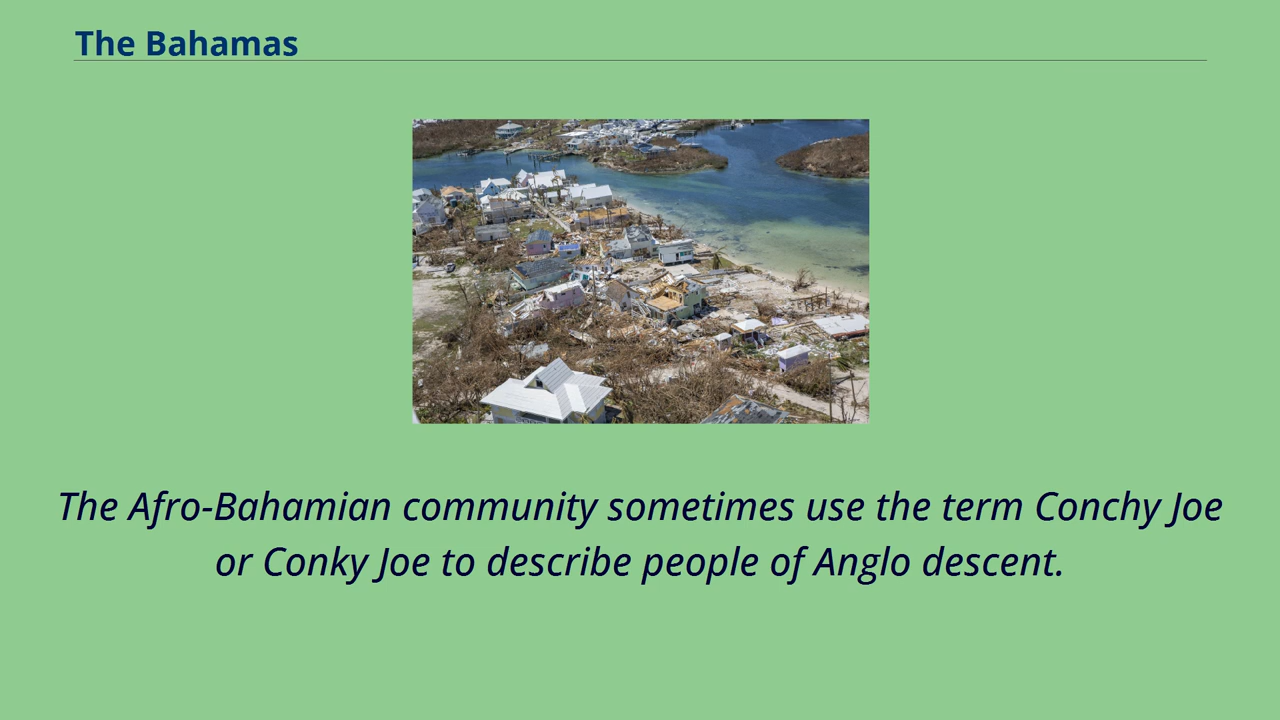 The Bahamas
The Afro-Bahamian community sometimes use the term Conchy Joe
or Conky Joe to describe people of Anglo descent.